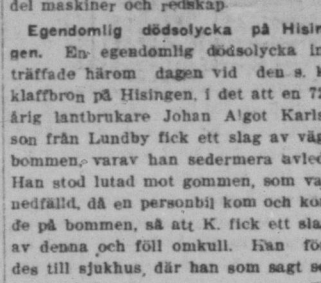 del maskiner och redskap.
Egendomlig dödsolycka på Hisin
gen. En egendomlig dödsolycka in
träffade härom dagen vid den s. k
klaffbron på Hisingen, i det att en 72
årig lantbrukare Johan Algot Karls
son från Lundby fick ett slag av väg
bommen, varav han sedermera avled
Han stod lutad mot gommen, som va
nedfälld, då en personbil kom och kö
de på bommen, så att K. fick ett sla
av denna och föll omkull. Han fö
des till sjukhus, där han som sagt se